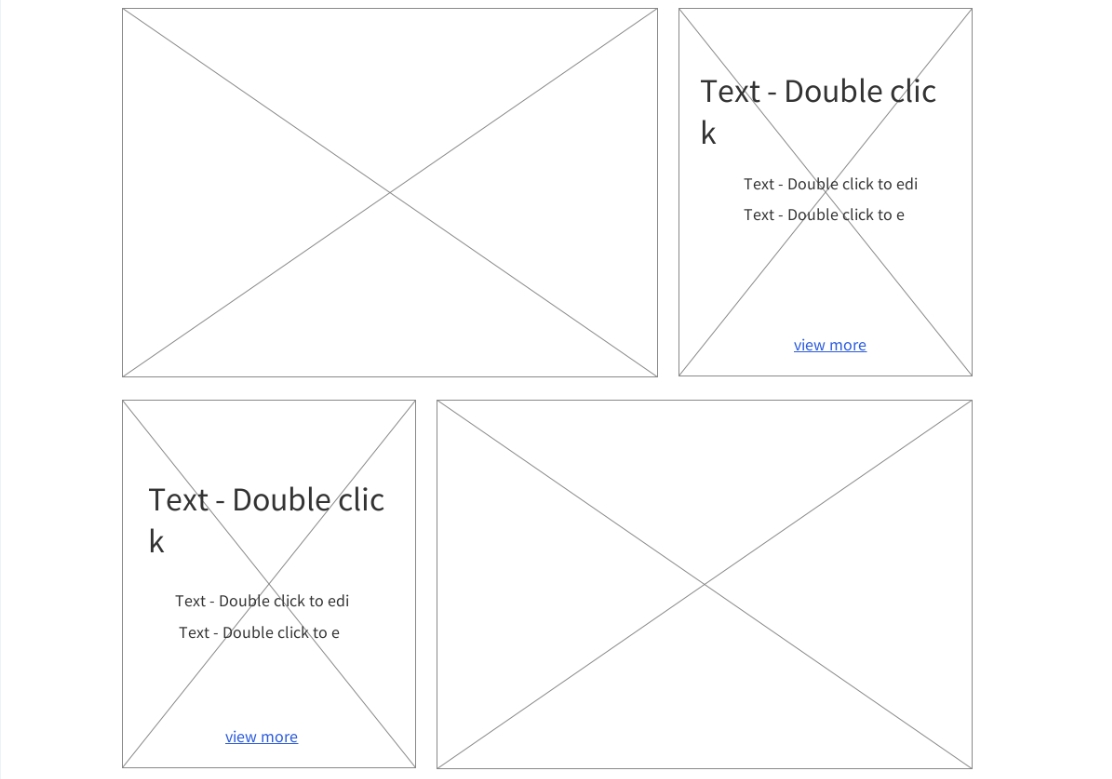 Text - Double clic
k
Text - Double click to edi
Text - Double click to e
view more
Text - Double clic
k
Text - Double click to edi
Text - Double click to e
view more